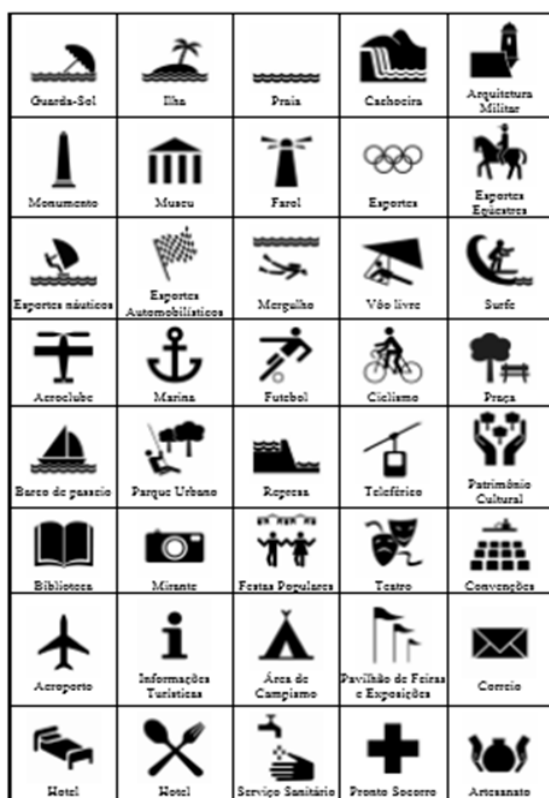 Guarda-Sol
Ilha
Praia
Cachoeira
Arquitetura
Militar
Monumento
Museu
Farol
Esportes
Esportes
Eqüestres
Esportes náuticos
Esportes
Automobilísticos
Mergulho
Vôo livre
Surfe
Aeroclube
Marina
Futebol
Ciclismo
Praça
Barco de passeio
Parque Urbano
Represa
Teleférico
Patrimônio
Cultural
Biblioteca
Mirante
Festas Populares
Teatro
Convenções
Aeroporto
Informações
Turísticas
Área de
Campismo
Pavilhão de Feiras
e Exposições
Correio
Hotel
Hotel
Serviço Sanitário
Pronto Socorro
Artesanato